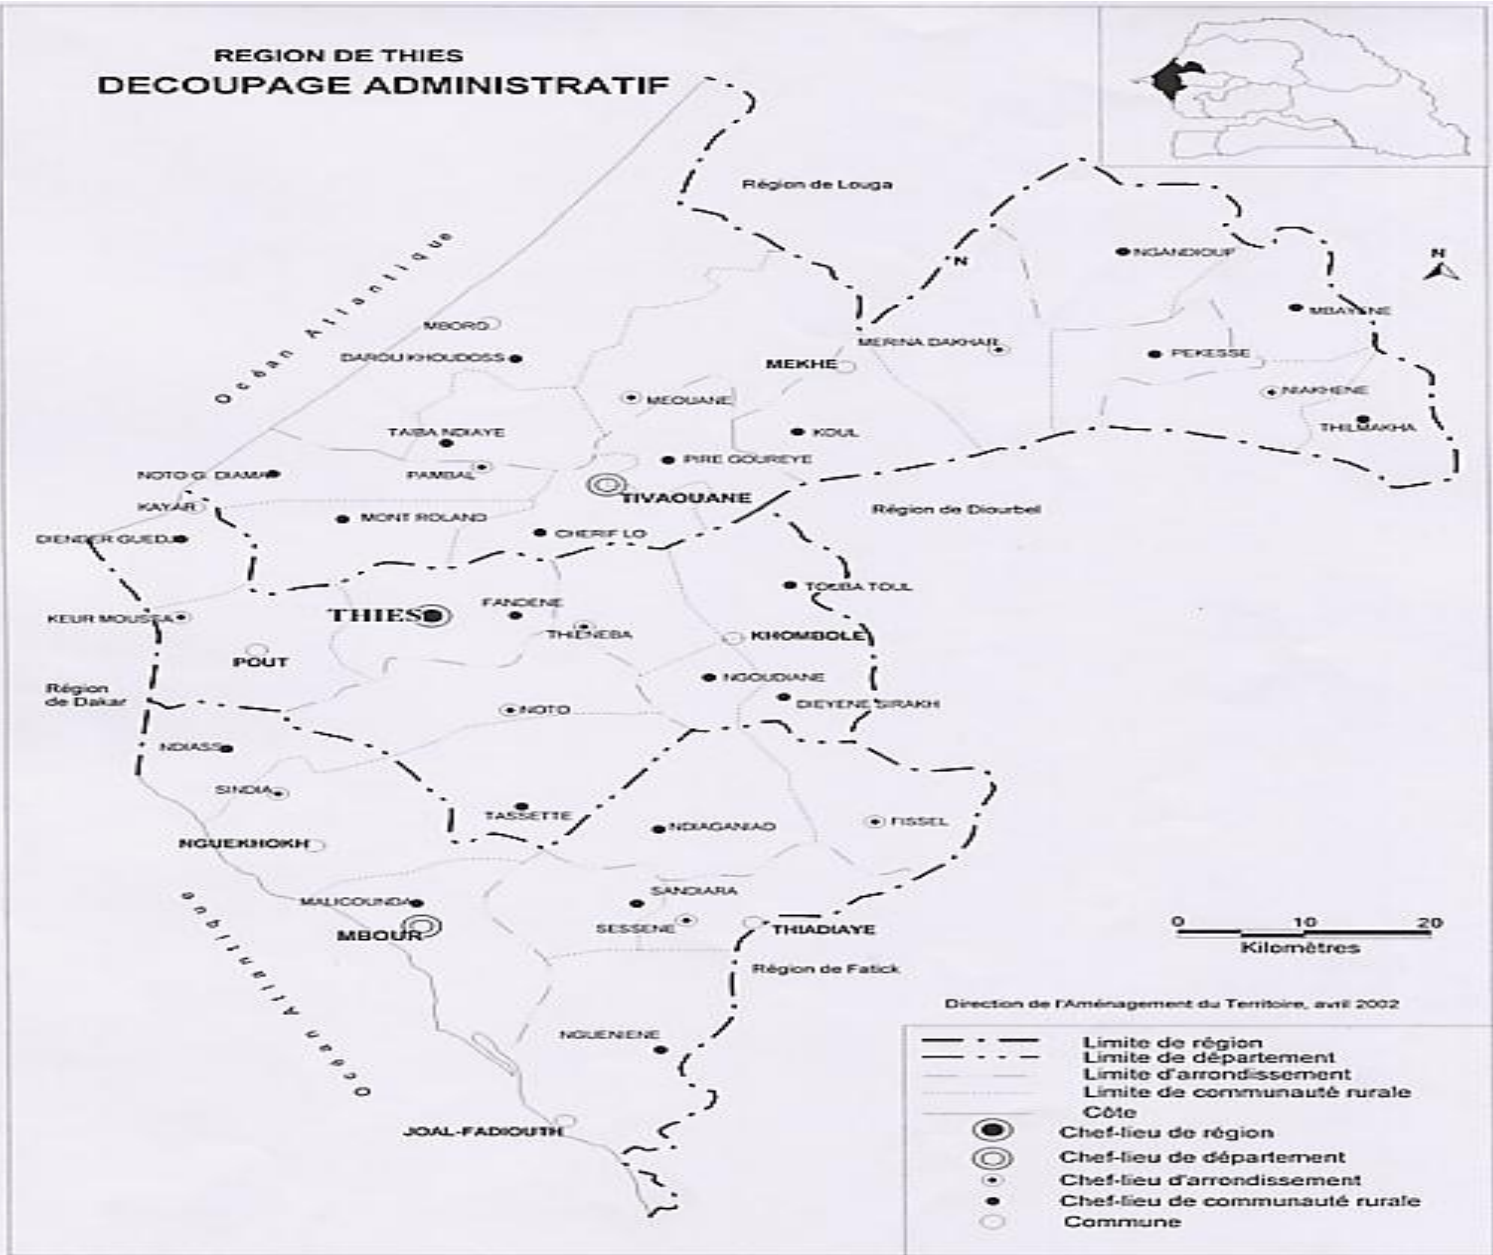 REGION DE THIES
DECOUPAGE ADMINISTRATIF
Région de Louga
Océan Atlantique
N
N
NGANDIOUF
MBAYENE
MBORO
DAROU KHOUDOSS
MERINA DAKHAR
MEKHE
PEKESSE
MEOUANE
NIAKHENE
THILMAKHA
TAIBA NDIAYE
KOUL
PIRE GOUREYE
NOTO G. DIAMA
PAMBAL
TIVAOUANE
KAYAR
MONT ROLAND
Région de Diourbel
DIENDER GUEDJ
CHERIF LO
TOUBA TOUL
FANDENE
KEUR MOUSSA
THIES
THIENEBA
KHOMBOLE
POUT
NGOUDIANE
Région
de Dakar
DIEYENE SIRAKH
NOTO
NDIASS
SINDIA
TASSETTE
NDIAGANIAO
FISSEL
NGUEKHOKH
SANDIARA
MALICOUNDA
SESSENE
THIADIAYE
MBOUR
Océan Atlantique
Région de Fatick
0 10 20
Kilomètres
Direction de l'Aménagement du Territoire, avril 2002
NGUENIENE
JOAL-FADIOUTH
Limite de région
Limite de département
Limite d'arrondissement
Limite de communauté rurale
Côte
Chef-lieu de région
Chef-lieu de département
Chef-lieu d'arrondissement
Chef-lieu de communauté rurale
Commune